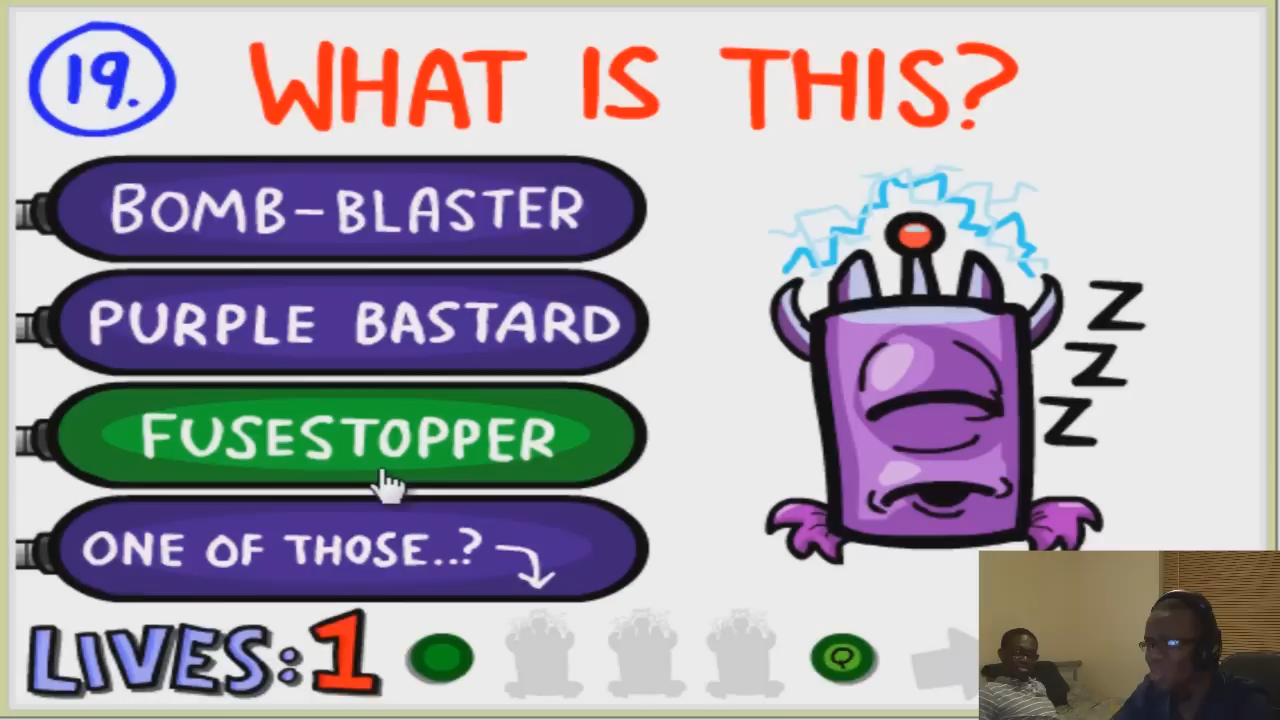 19.
WHAT IS THIS?
BOMB-BLASTER
PURPLE BASTARD
FUSESTOPPER
ONE OF THOSE...?
Z
Z
Z
LIVES:1
Q